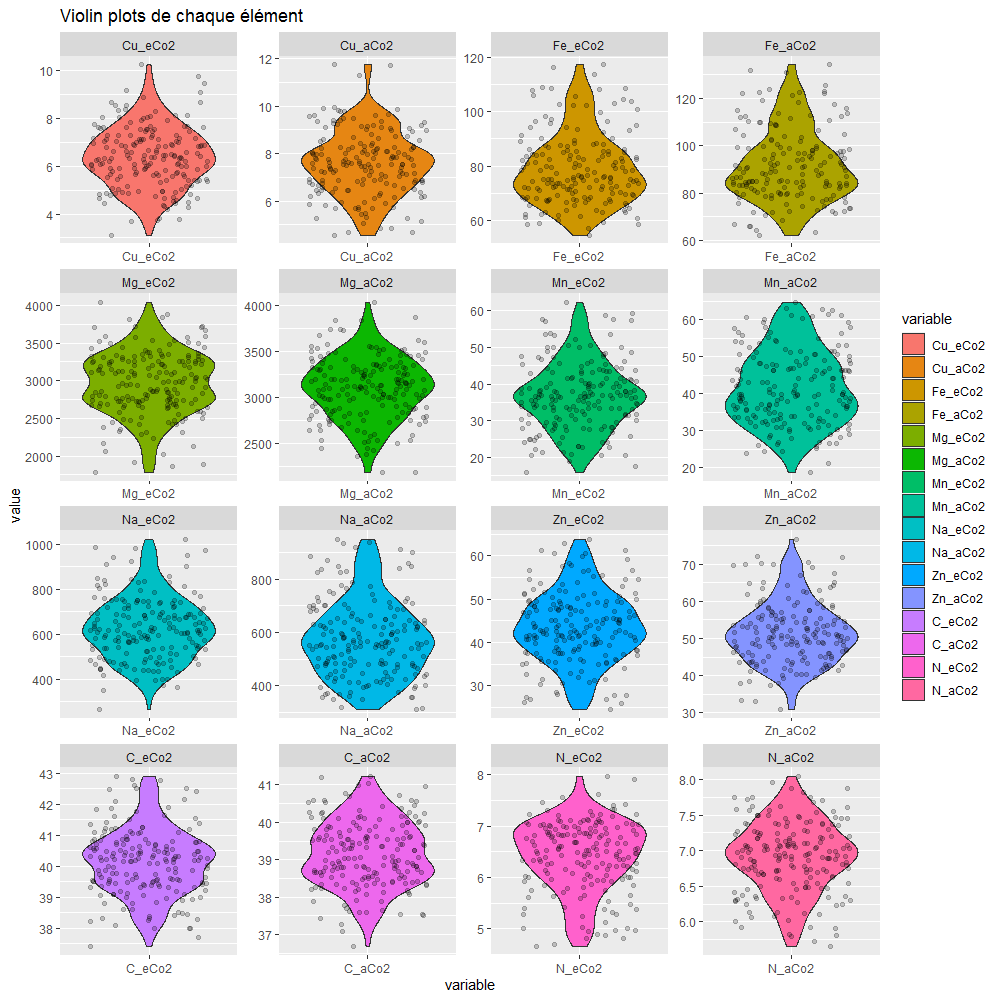 Violin plots de chaque élément
Cu_eCo2 Cu_aCo2 Fe_eCo2 Fe_aCo2
10 8 6 4
12 10 8 6
120 100 80 60
120 100 80 60
Cu_eCo2 Cu_aCo2 Fe_eCo2 Fe_aCo2
Mg_eCo2 Mg_aCo2 Mn_eCo2 Mn_aCo2
4000 3500 3000 2500 2000
4000 3500 3000 2500
60 50 40 30 20
60 50 40 30 20
Mg_eCo2 Mg_aCo2 Mn_eCo2 Mn_aCo2
Na_eCo2 Na_aCo2 Zn_eCo2 Zn_aCo2
1000 800 600 400
800 600 400
60 50 40 30
70 60 50 40 30
Na_eCo2 Na_aCo2 Zn_eCo2 Zn_aCo2
C_eCo2 C_aCo2 N_eCo2 N_aCo2
43 42 41 40 39 38
41 40 39 38 37
8 7 6 5
8.0 7.5 7.0 6.5 6.0
C_eCo2 C_aCo2 N_eCo2 N_aCo2
value
variable
variable
Cu_eCo2
Cu_aCo2
Fe_eCo2
Fe_aCo2
Mg_eCo2
Mg_aCo2
Mn_eCo2
Mn_aCo2
Na_eCo2
Na_aCo2
Zn_eCo2
Zn_aCo2
C_eCo2
C_aCo2
N_eCo2
N_aCo2